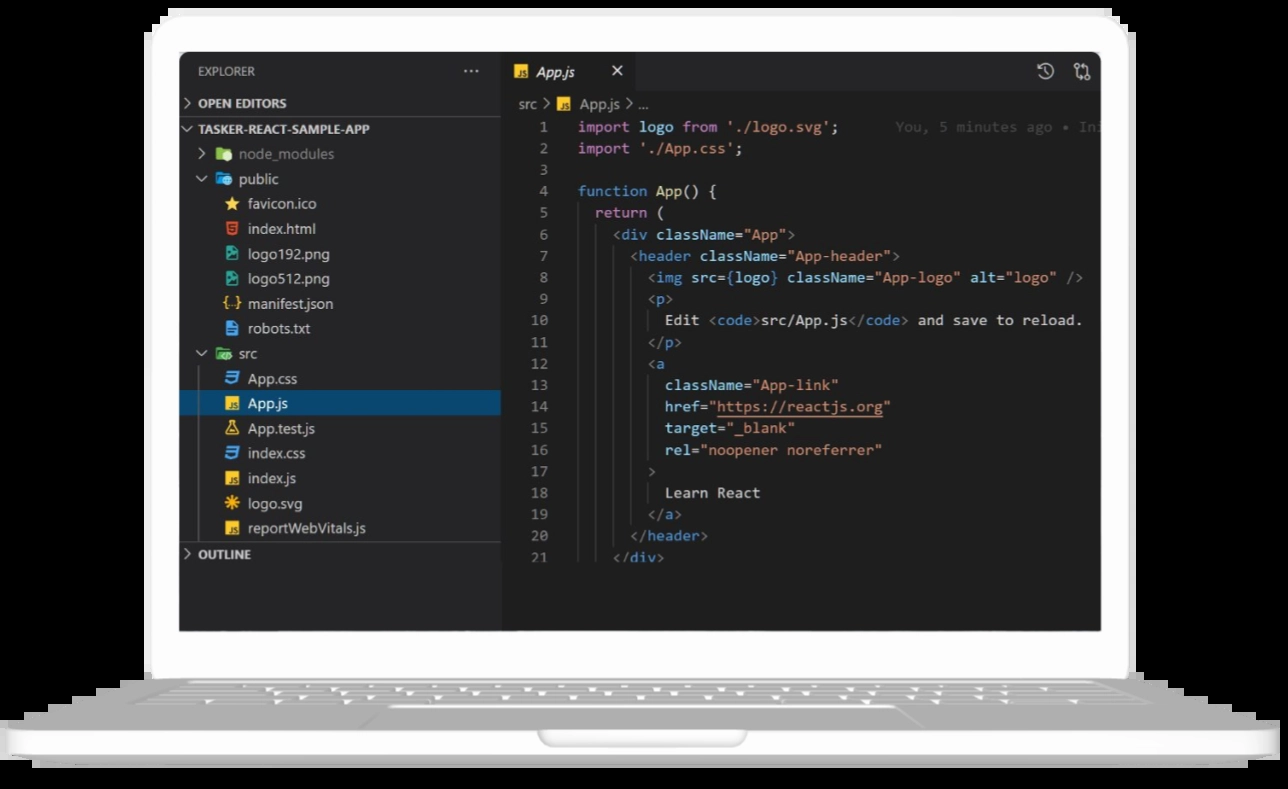 EXPLORER
OPEN EDITORS
TASKER-REACT-SAMPLE-APP
node_modules
public
favicon.ico
index.html
logo192.png
logo512.png
manifest.json
robots.txt
src
App.css
App.js
App.test.js
index.css
index.js
logo.svg
reportWebVitals.js
OUTLINE
App.js
src > App.js > ...
1 import logo from './logo.svg'; You, 5 minutes ago • Ini
2 import './App.css';
3
4 function App() {
5 return (
6 <div className="App">
7 <header className="App-header">
8 <img src={logo} className="App-logo" alt="logo" />
9 <p>
10 Edit <code>src/App.js</code> and save to reload.
11 </p>
12 <a
13 className="App-link"
14 href="https://reactjs.org"
15 target="_blank"
16 rel="noopener noreferrer"
17 >
18 Learn React
19 </a>
20 </header>
21 </div>